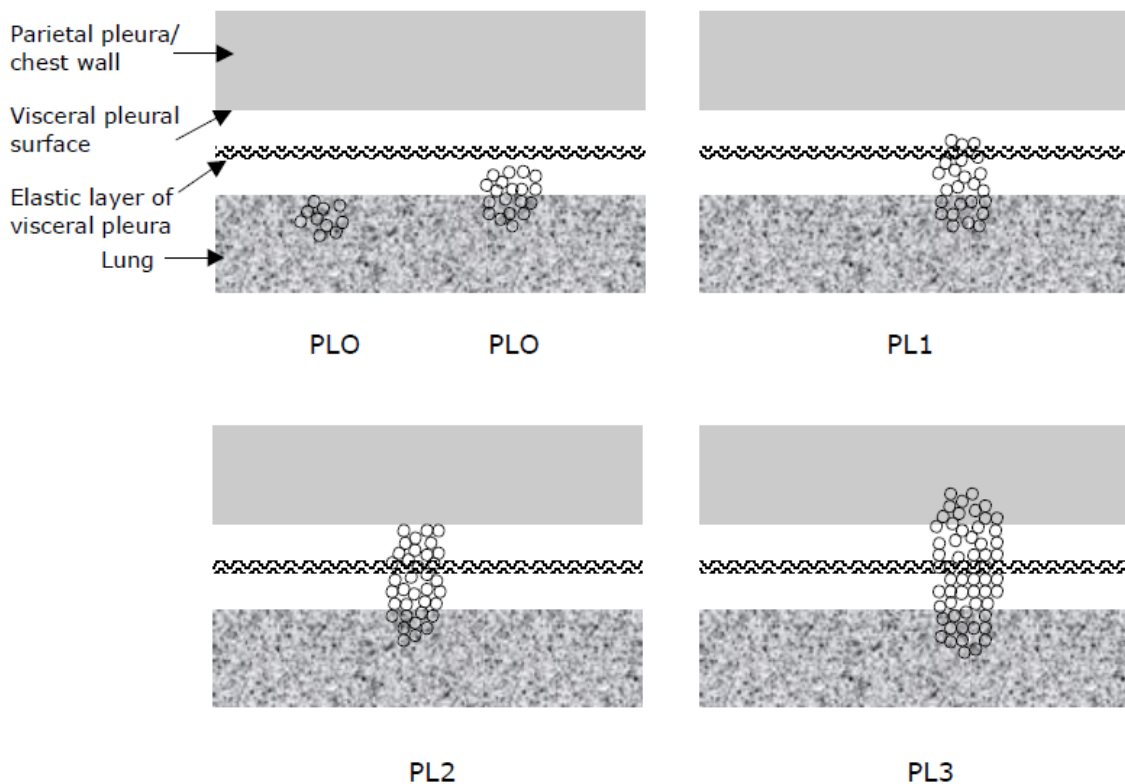 Parietal pleura/
chest wall
Visceral pleural
surface
Elastic layer of
visceral pleura
Lung
PLO
PLO
PL1
PL2
PL3